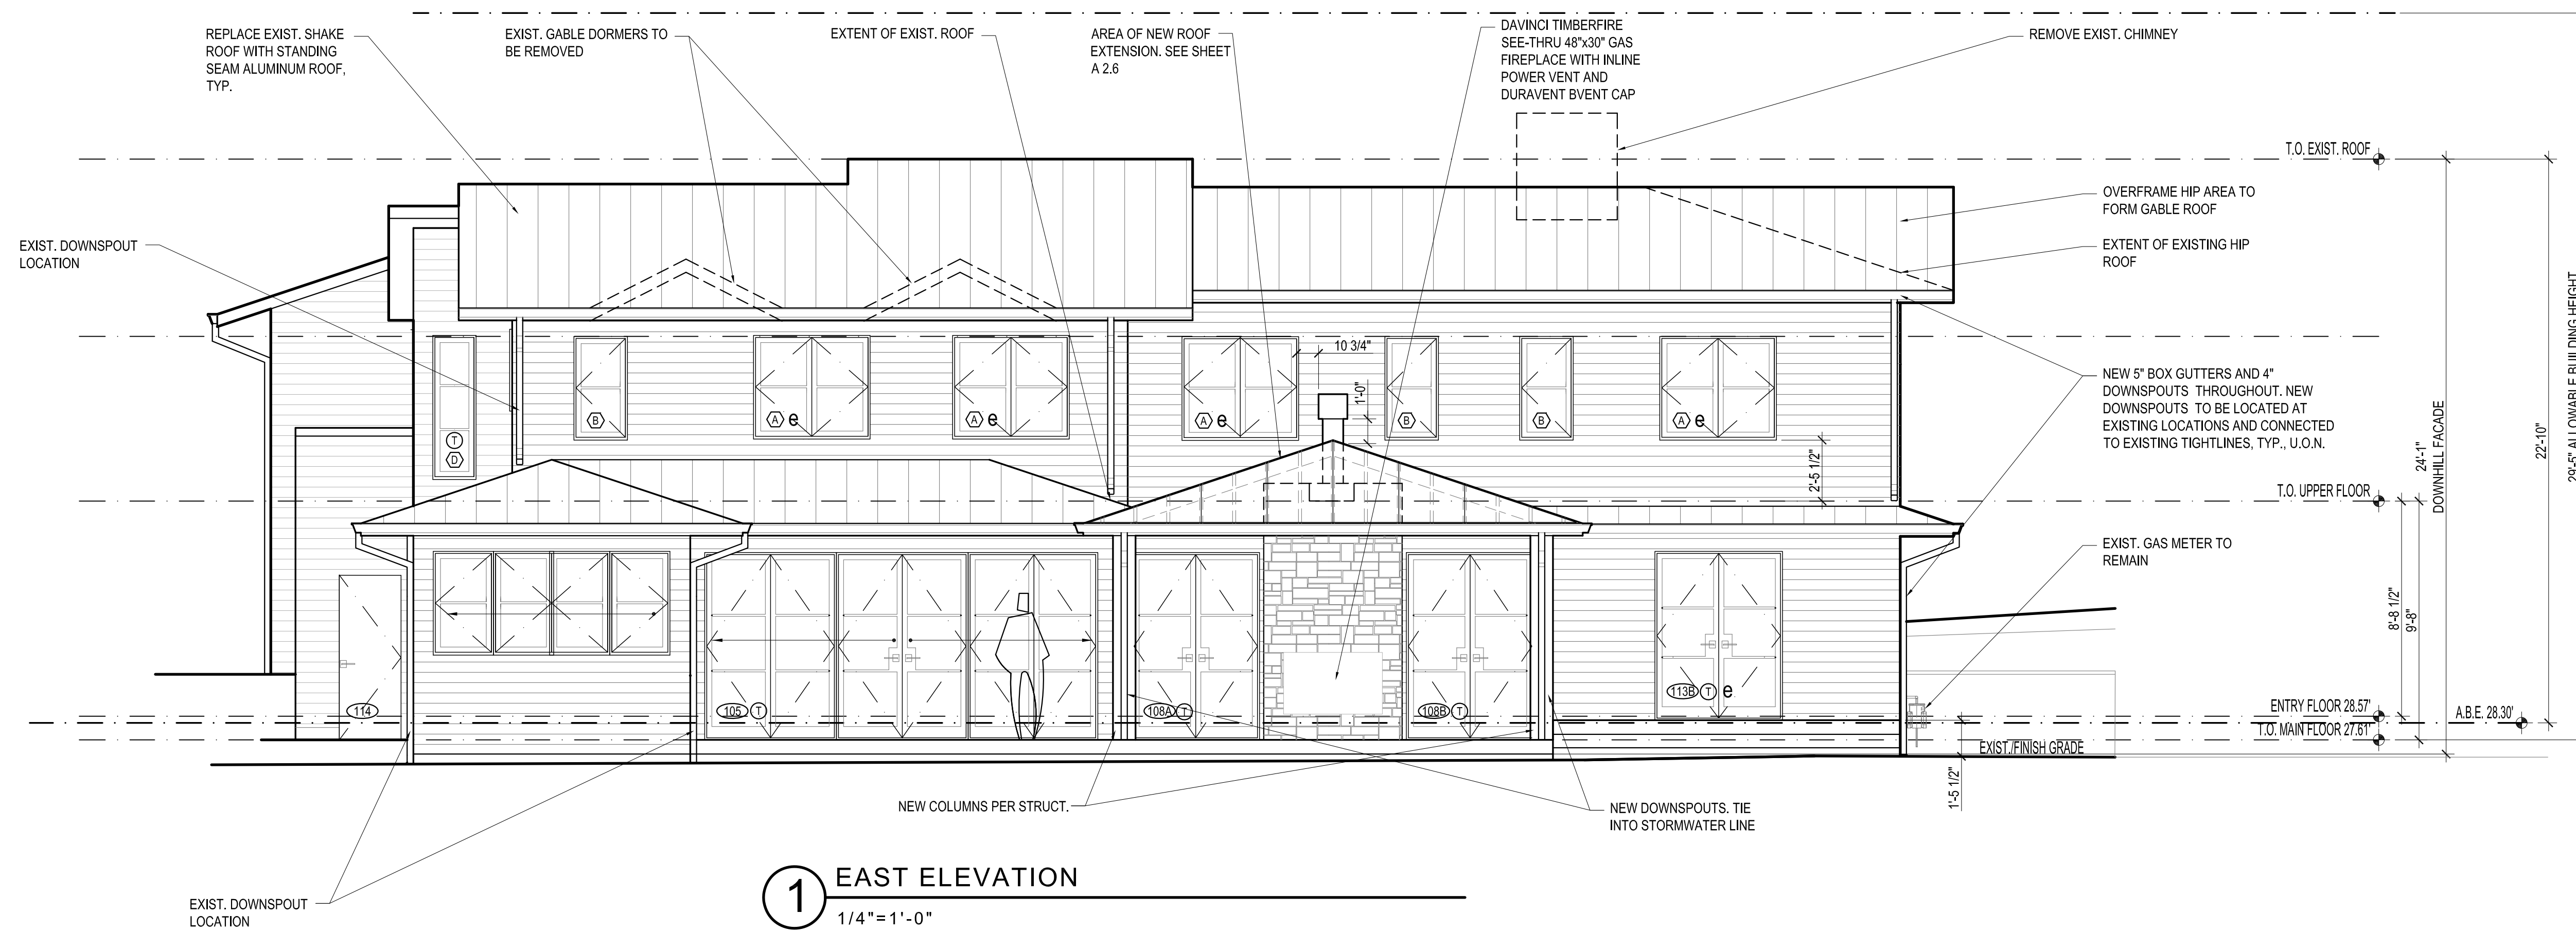 REPLACE EXIST. SHAKE
ROOF WITH STANDING
SEAM ALUMINUM ROOF,
TYP.
EXIST. GABLE DORMERS TO
BE REMOVED
EXTENT OF EXIST. ROOF
AREA OF NEW ROOF
EXTENSION. SEE SHEET
A 2.6
DAVINCI TIMBERFIRE
SEE-THRU 48"x30" GAS
FIREPLACE WITH INLINE
POWER VENT AND
DURAVENT BVENT CAP
REMOVE EXIST. CHIMNEY
T.O. EXIST. ROOF
OVERFRAME HIP AREA TO
FORM GABLE ROOF
EXTENT OF EXISTING HIP
ROOF
EXIST. DOWNSPOUT
LOCATION
NEW 5" BOX GUTTERS AND 4"
DOWNSPOUTS THROUGHOUT. NEW
DOWNSPOUTS TO BE LOCATED AT
EXISTING LOCATIONS AND CONNECTED
TO EXISTING TIGHTLINES, TYP., U.O.N.
10 3/4"
1'-0"
2'-5 1/2"
T
D
B
A e
A e
A e
B
B
A e
T.O. UPPER FLOOR
24'-1"
DOWNHILL FACADE
22'-10"
29'-5" ALLOWABLE BUILDING HEIGHT
8'-8 1/2"
9'-8"
EXIST. GAS METER TO
REMAIN
114
105 T
108A T
108B T
113B T e
ENTRY FLOOR 28.57'
A.B.E. 28.30'
T.O. MAIN FLOOR 27.61'
EXIST./FINISH GRADE
1'-5 1/2"
NEW COLUMNS PER STRUCT.
NEW DOWNSPOUTS. TIE
INTO STORMWATER LINE
EXIST. DOWNSPOUT
LOCATION
1 EAST ELEVATION
1/4"=1'-0"